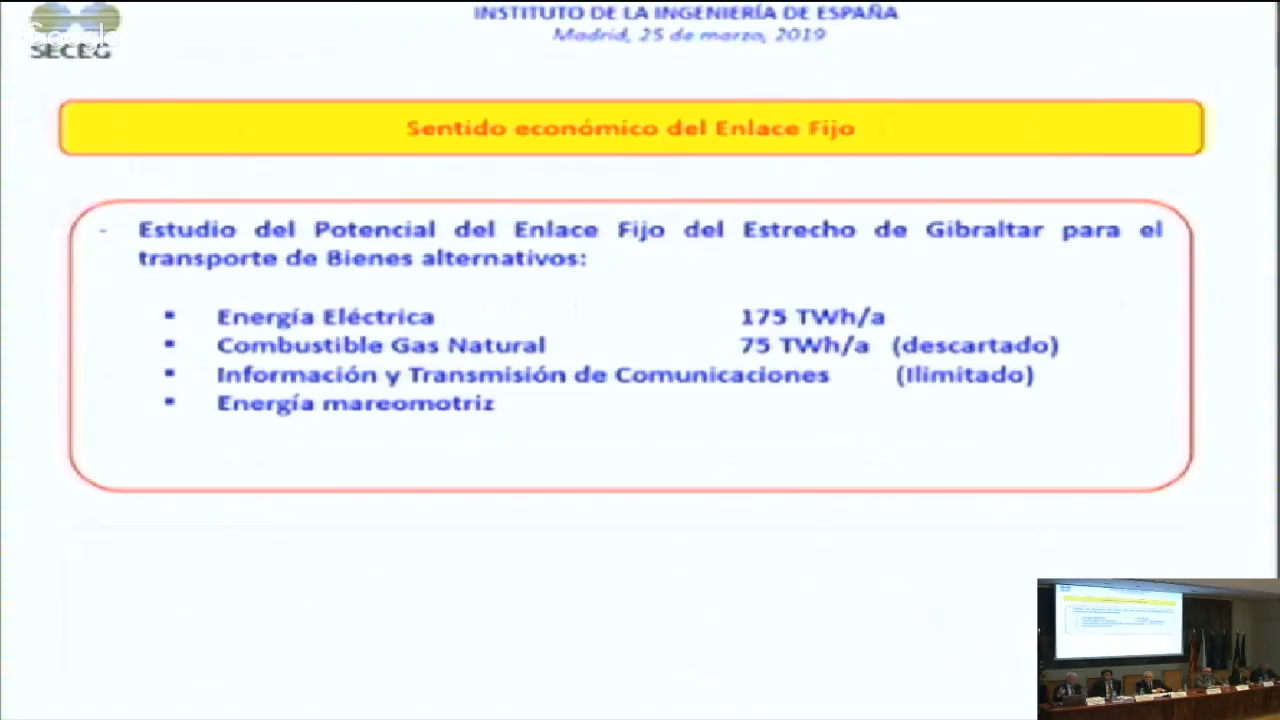 INSTITUTO DE LA INGENIERÍA DE ESPAÑA
Madrid, 25 de marzo, 2019
SECEG
Sentido económico del Enlace Fijo
- Estudio del Potencial del Enlace Fijo del Estrecho de Gibraltar para el
transporte de Bienes alternativos:
▪ Energía Eléctrica 175 TWh/a
▪ Combustible Gas Natural 75 TWh/a (descartado)
▪ Información y Transmisión de Comunicaciones (Ilimitado)
▪ Energía mareomotriz